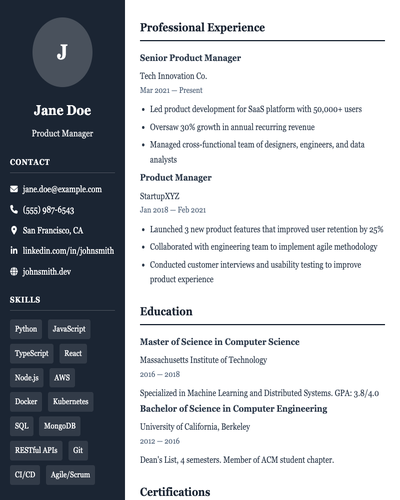 J
Jane Doe
Product Manager
CONTACT
jane.doe@example.com
(555) 987-6543
San Francisco, CA
linkedin.com/in/johnsmith
johnsmith.dev
SKILLS
Python JavaScript
TypeScript React
Node.js AWS
Docker Kubernetes
SQL MongoDB
RESTful APIs Git
CI/CD Agile/Scrum
Professional Experience
Senior Product Manager
Tech Innovation Co.
Mar 2021 — Present
• Led product development for SaaS platform with 50,000+ users
• Oversaw 30% growth in annual recurring revenue
• Managed cross-functional team of designers, engineers, and data
analysts
Product Manager
StartupXYZ
Jan 2018 — Feb 2021
• Launched 3 new product features that improved user retention by 25%
• Collaborated with engineering team to implement agile methodology
• Conducted customer interviews and usability testing to improve
product experience
Education
Master of Science in Computer Science
Massachusetts Institute of Technology
2016 — 2018
Specialized in Machine Learning and Distributed Systems. GPA: 3.8/4.0
Bachelor of Science in Computer Engineering
University of California, Berkeley
2012 — 2016
Dean's List, 4 semesters. Member of ACM student chapter.
Certifications